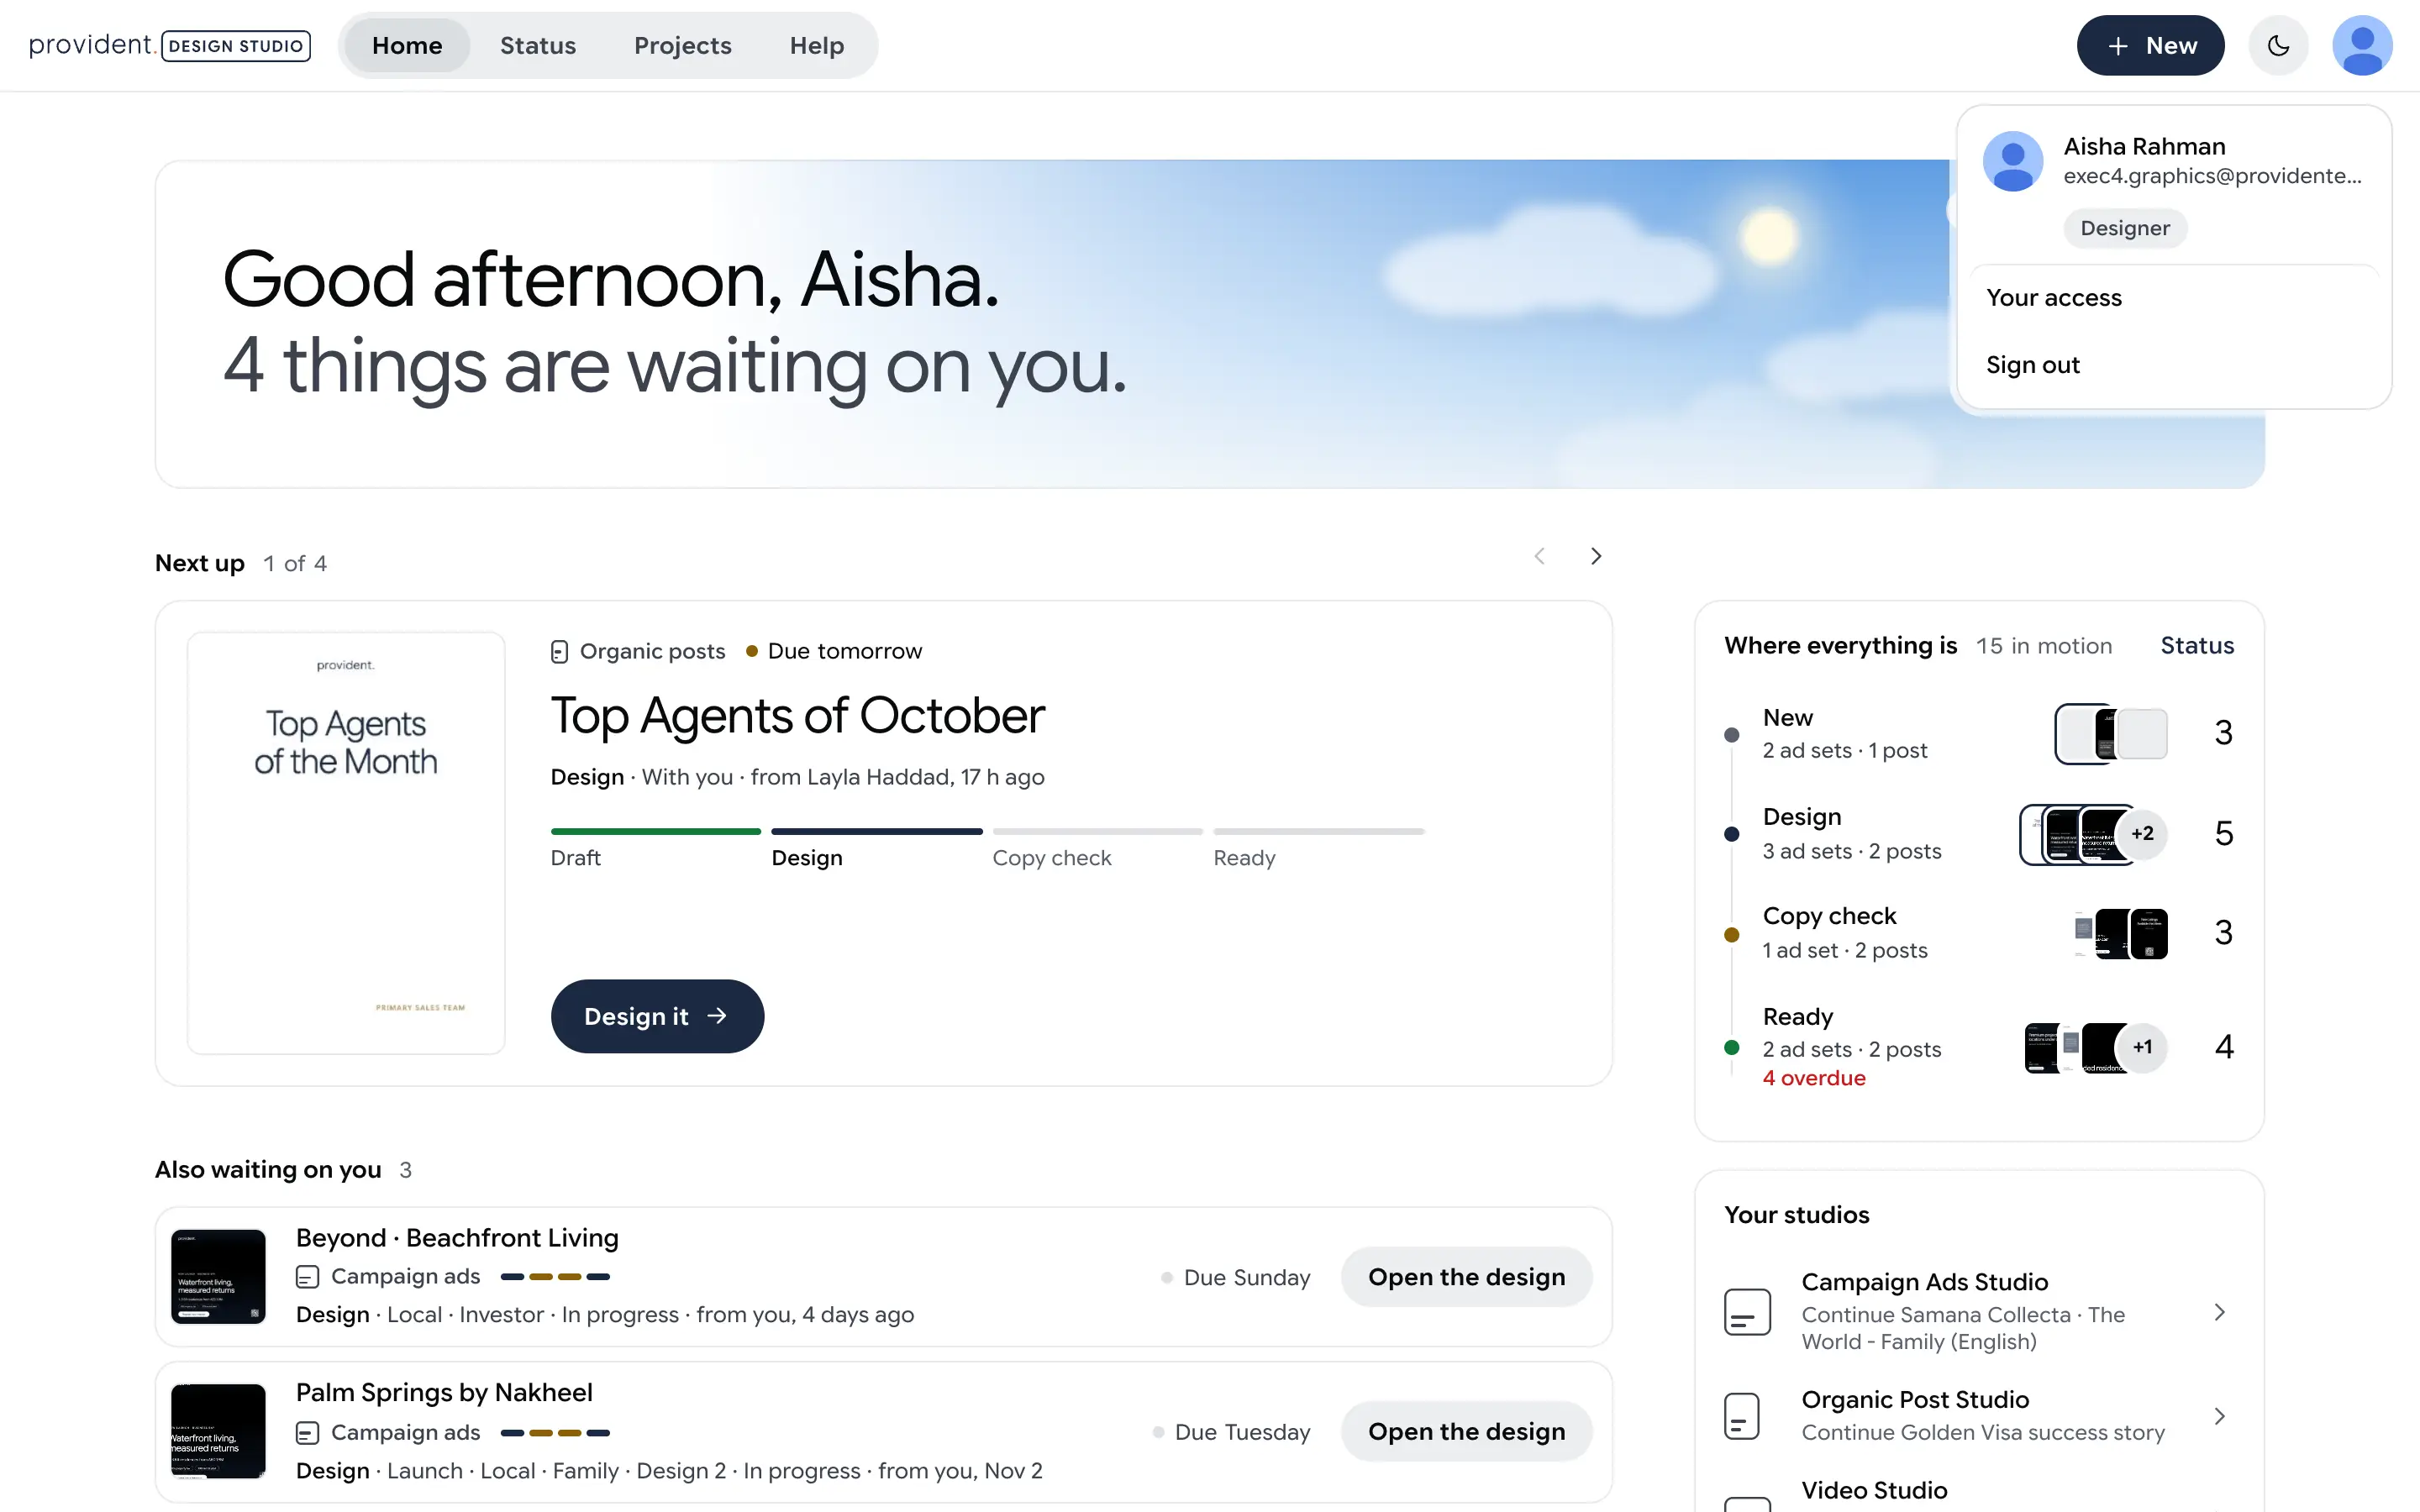 provident. DESIGN STUDIO
Home
Status
Projects
Help
New
Aisha Rahman
exec4.graphics@providente...
Designer
Your access
Sign out
Good afternoon, Aisha.
4 things are waiting on you.
Next up 1 of 4
provident.
Top Agents
of the Month
PRIMARY SALES TEAM
Organic posts Due tomorrow
Top Agents of October
Design · With you · from Layla Haddad, 17 h ago
Draft
Design
Copy check
Ready
Design it
Where everything is 15 in motion Status
New
2 ad sets · 1 post
3
Design
3 ad sets · 2 posts
+2
5
Copy check
1 ad set · 2 posts
3
Ready
2 ad sets · 2 posts
4 overdue
+1
4
Also waiting on you 3
provident.
Waterfront living,
measured returns
Beyond · Beachfront Living
Campaign ads
Design · Local · Investor · In progress · from you, 4 days ago
Due Sunday
Open the design
Waterfront living,
measured returns
Palm Springs by Nakheel
Campaign ads
Design · Launch · Local · Family · Design 2 · In progress · from you, Nov 2
Due Tuesday
Open the design
Your studios
Campaign Ads Studio
Continue Samana Collecta · The
World - Family (English)
Organic Post Studio
Continue Golden Visa success story
Video Studio